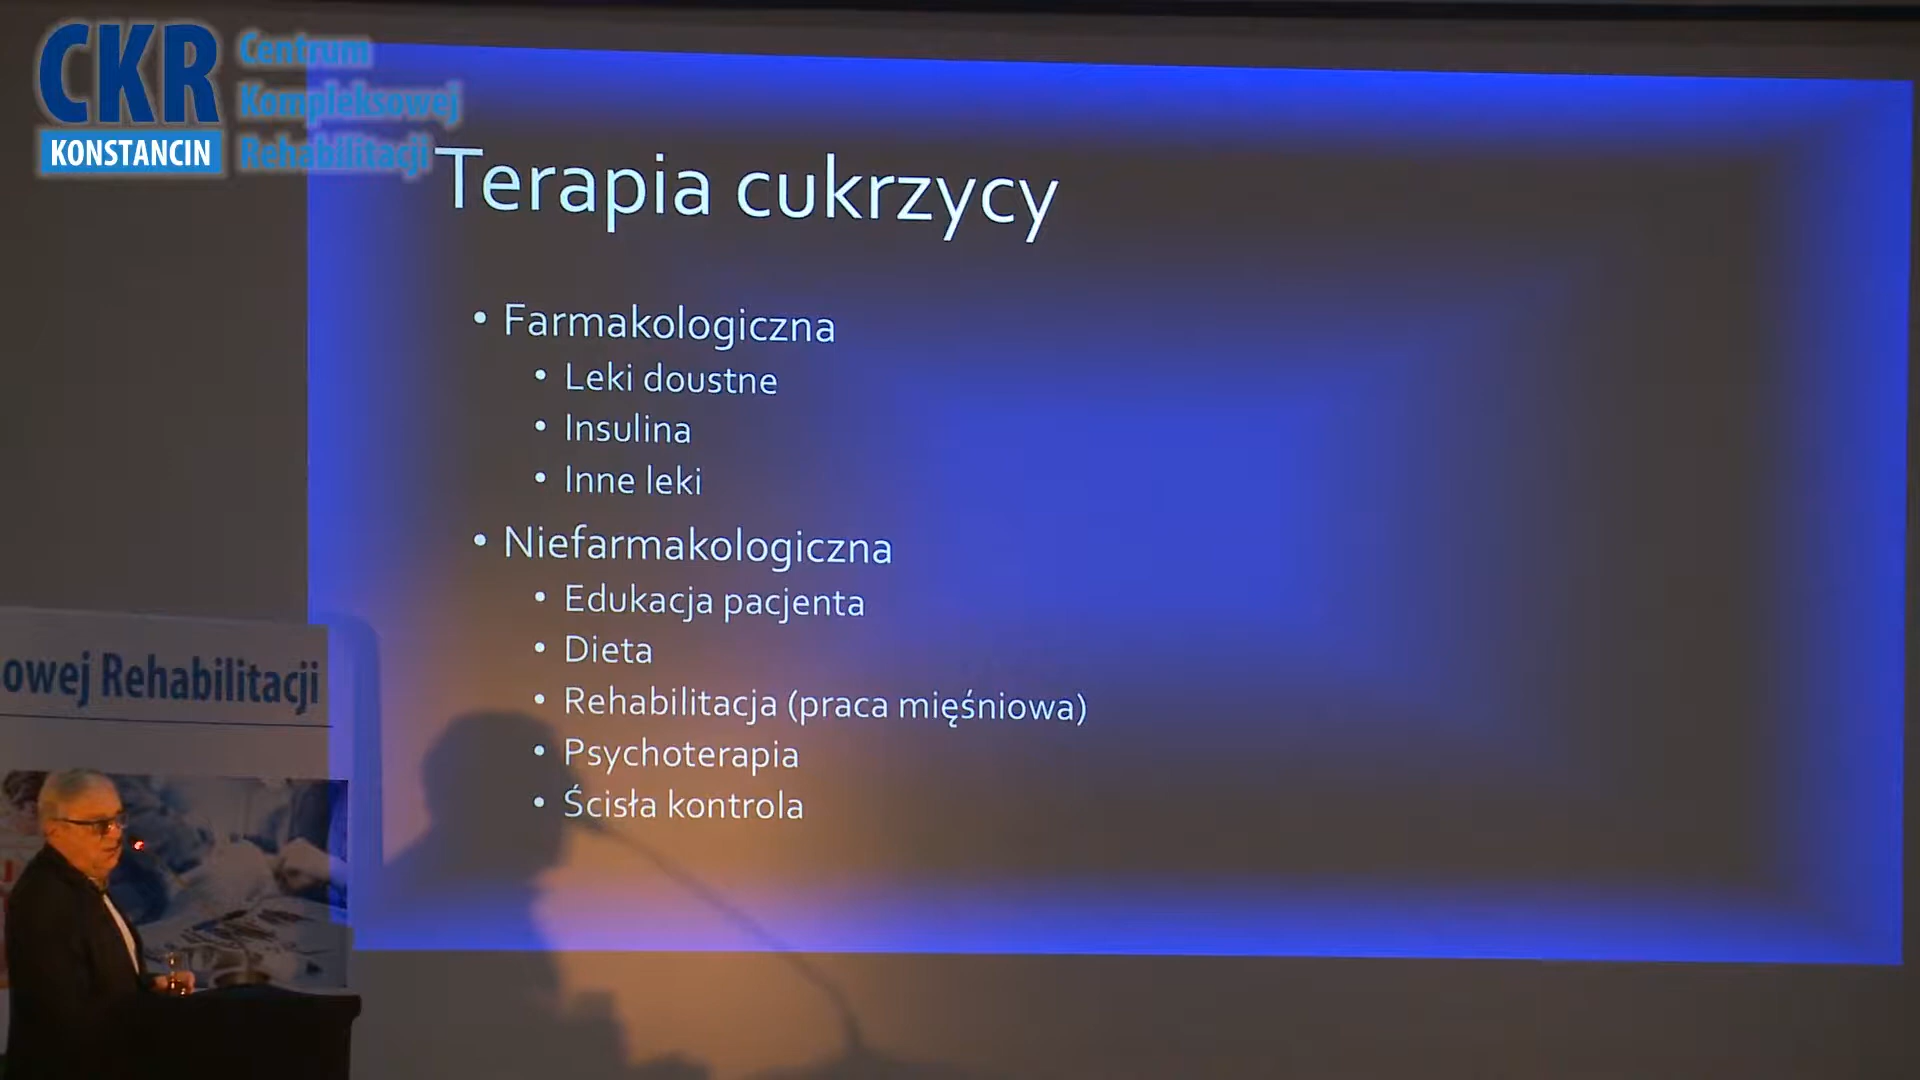 CKR
KONSTANCIN
Centrum
Kompleksowej
Rehabilitacji
Terapia cukrzycy
• Farmakologiczna
• Leki doustne
• Insulina
• Inne leki
• Niefarmakologiczna
• Edukacja pacjenta
• Dieta
• Rehabilitacja (praca mięśniowa)
• Psychoterapia
• Ścisła kontrola
owej Rehabilitacji